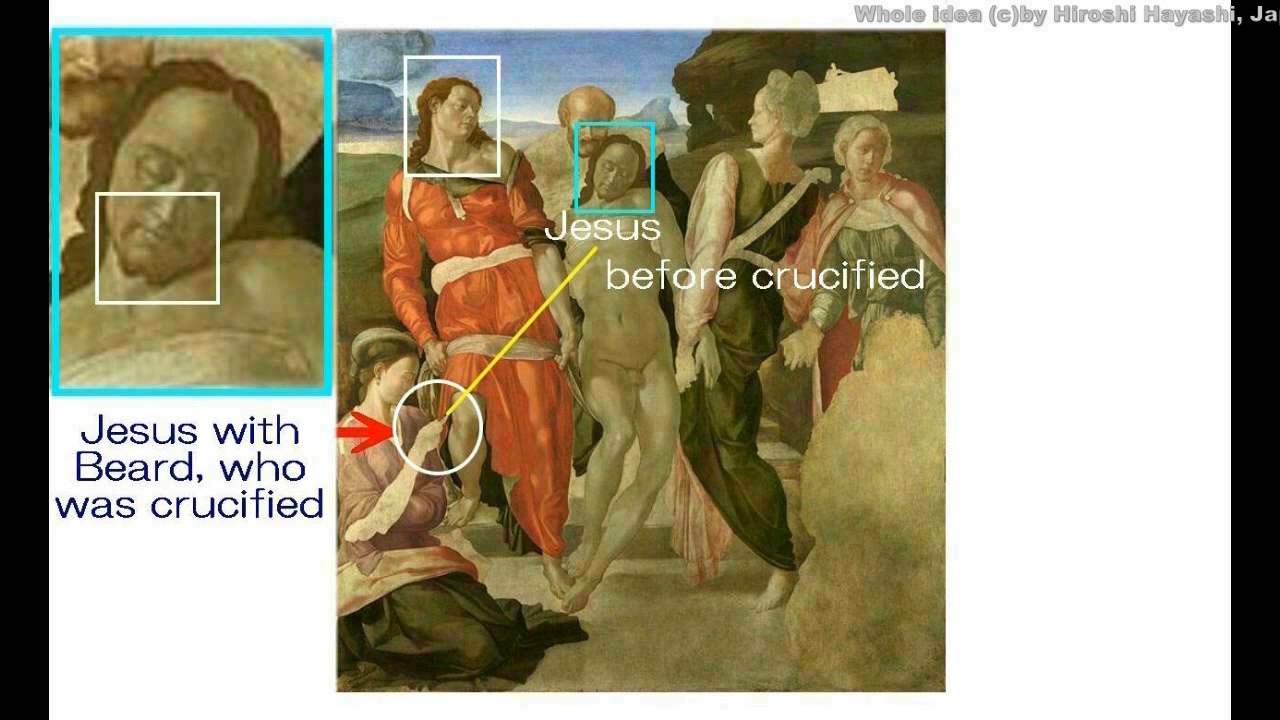 Whole idea (c)by Hiroshi Hayashi, Ja
Jesus
before crucified
Jesus with
Beard, who
was crucified